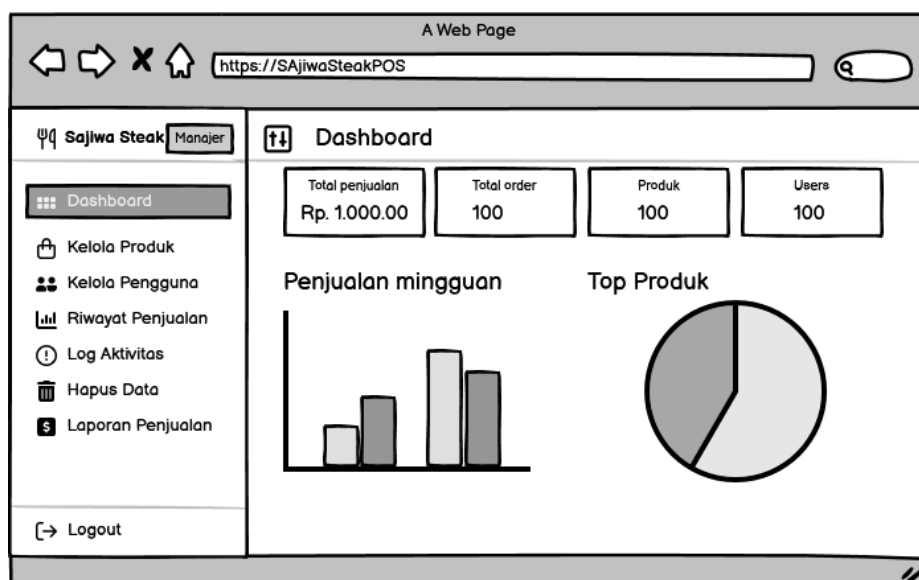 A Web Page
https://SAjiwaSteakPOS
Sajiwa Steak Manajer
Dashboard
Dashboard
Kelola Produk
Kelola Pengguna
Riwayat Penjualan
Log Aktivitas
Hapus Data
Laporan Penjualan
Logout
Total penjualan
Rp. 1.000.00
Total order
100
Produk
100
Users
100
Penjualan mingguan
Top Produk